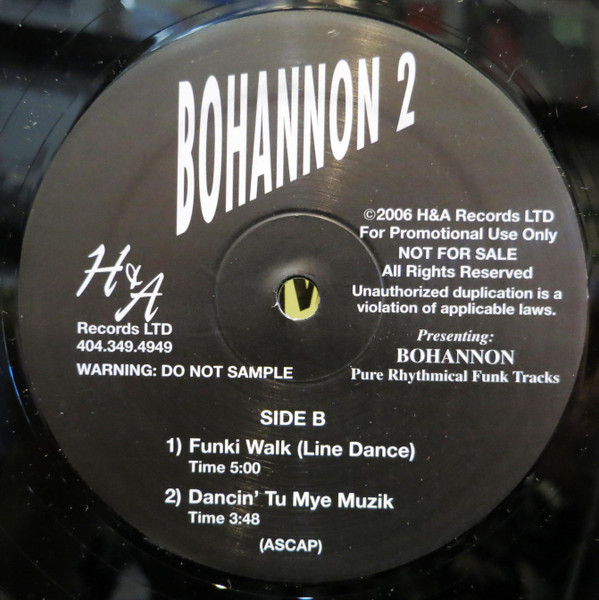 BOHANNON 2
©2006 H&A Records LTD
For Promotional Use Only
NOT FOR SALE
All Rights Reserved
Unauthorized duplication is a
violation of applicable laws.
H&A
Records LTD
404.349.4949
WARNING: DO NOT SAMPLE
Presenting:
BOHANNON
Pure Rhythmical Funk Tracks
SIDE B
1) Funki Walk (Line Dance)
Time 5:00
2) Dancin' Tu Mye Muzik
Time 3:48
(ASCAP)